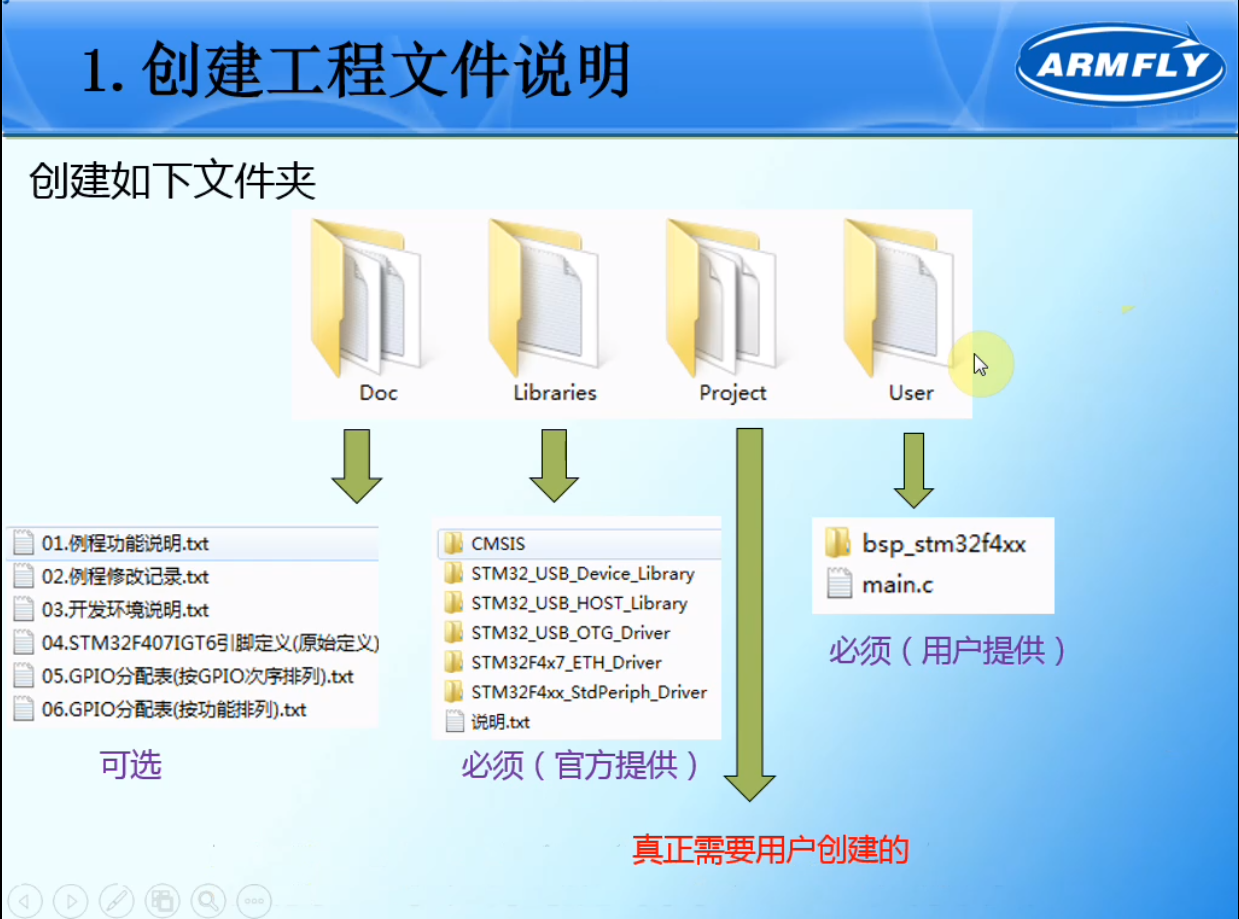 1. 创建工程文件说明
ARMFLY
创建如下文件夹
Doc
Libraries
Project
User
01.例程功能说明.txt
02.例程修改记录.txt
03.开发环境说明.txt
04.STM32F407IGT6引脚定义(原始定义)
05.GPIO分配表(按GPIO次序排列).txt
06.GPIO分配表(按功能排列).txt
可选
CMSIS
STM32_USB_Device_Library
STM32_USB_HOST_Library
STM32_USB_OTG_Driver
STM32F4x7_ETH_Driver
STM32F4xx_StdPeriph_Driver
说明.txt
必须（官方提供）
bsp_stm32f4xx
main.c
必须（用户提供）
真正需要用户创建的